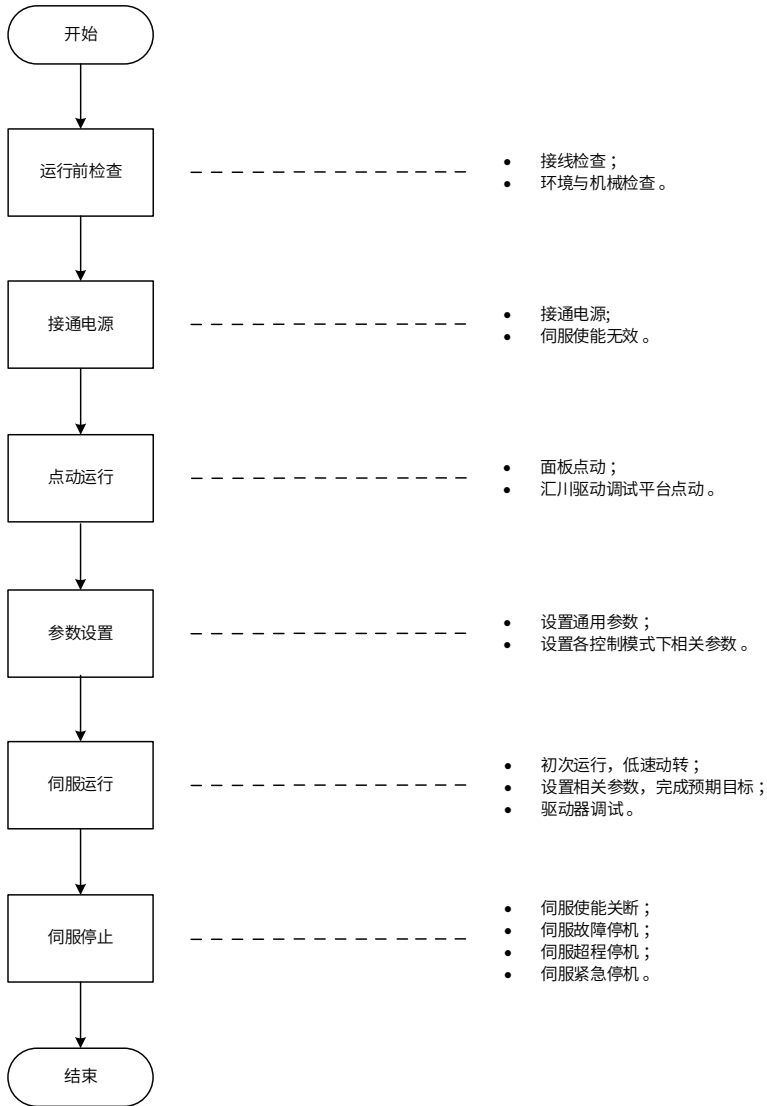 开始
运行前检查
• 接线检查；
• 环境与机械检查。
接通电源
• 接通电源;
• 伺服使能无效。
点动运行
• 面板点动；
• 汇川驱动调试平台点动。
参数设置
• 设置通用参数；
• 设置各控制模式下相关参数。
伺服运行
• 初次运行，低速动转；
• 设置相关参数，完成预期目标；
• 驱动器调试。
伺服停止
• 伺服使能关断；
• 伺服故障停机；
• 伺服超程停机；
• 伺服紧急停机。
结束